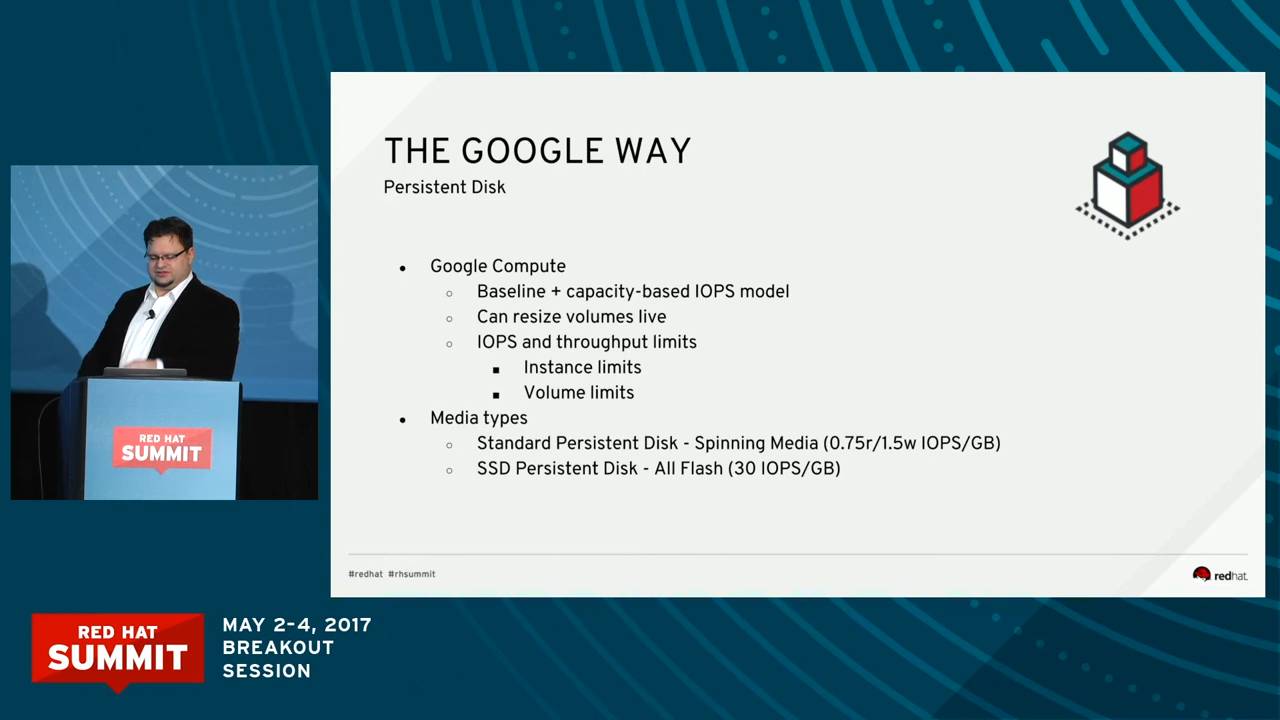 THE GOOGLE WAY
Persistent Disk
Google Compute
Baseline + capacity-based IOPS model
Can resize volumes live
IOPS and throughput limits
Instance limits
Volume limits
Media types
Standard Persistent Disk - Spinning Media (0.75r/1.5w IOPS/GB)
SSD Persistent Disk - All Flash (30 IOPS/GB)
#redhat #rhsummit
redhat.
RED HAT
SUMMIT
RED HAT
SUMMIT
MAY 2-4, 2017
BREAKOUT
SESSION